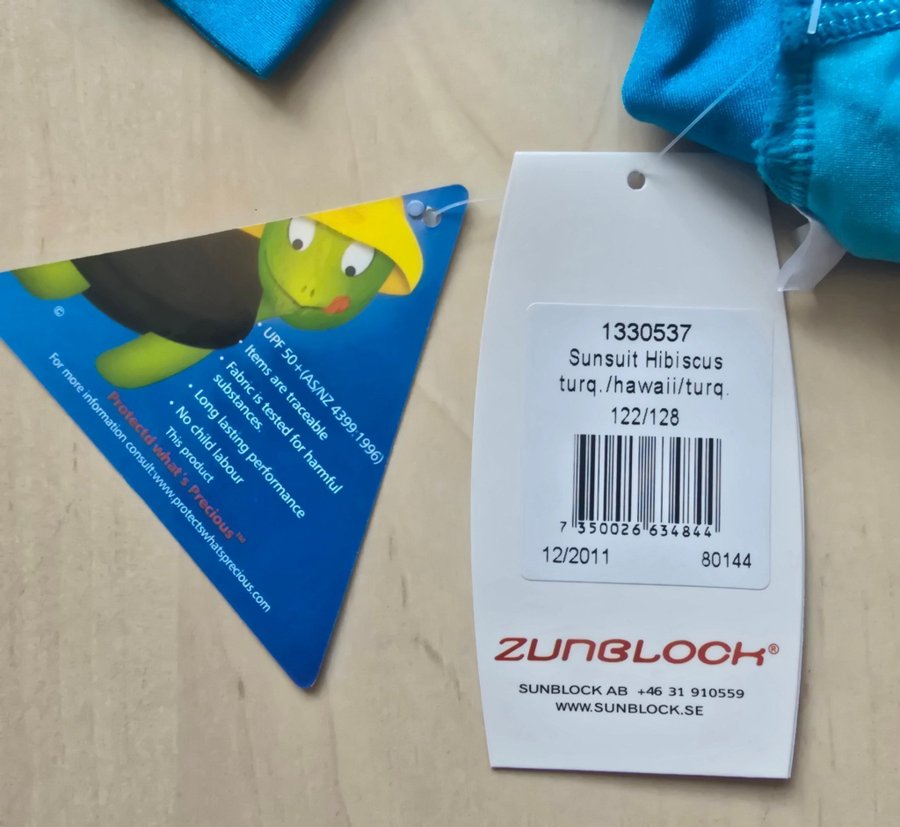 ©
• UPF 50+ (AS/NZ 4399:1996)
• Items are traceable
• Fabric is tested for harmful
substances
• Long lasting performance
• No child labour
This product
Protectd what's Precious™
For more information consult:www.protectswhatsprecious.com
1330537
Sunsuit Hibiscus
turq./hawaii/turq.
122/128
7 350026 634844
12/2011 80144
ZUNBLOCK®
SUNBLOCK AB +46 31 910559
WWW.SUNBLOCK.SE